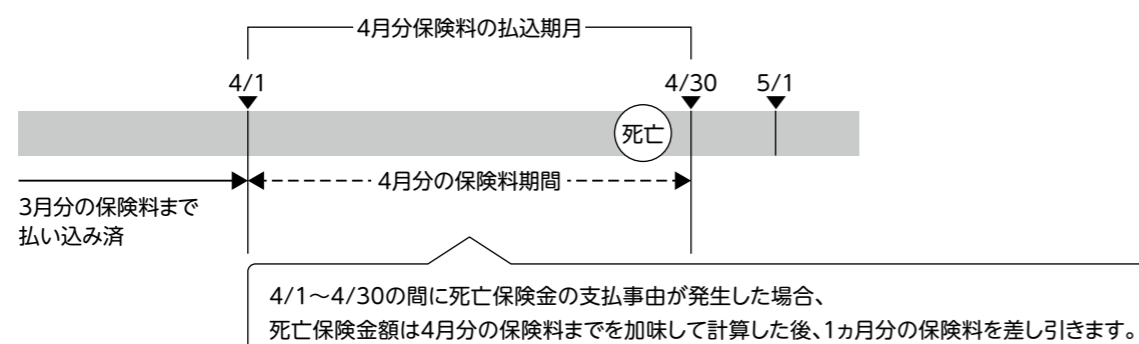 4月分保険料の払込期月
4/1
4/30
5/1
死亡
4月分の保険料期間
3月分の保険料まで
払い込み済
4/1～4/30の間に死亡保険金の支払事由が発生した場合、
死亡保険金額は4月分の保険料までを加味して計算した後、1ヵ月分の保険料を差し引きます。